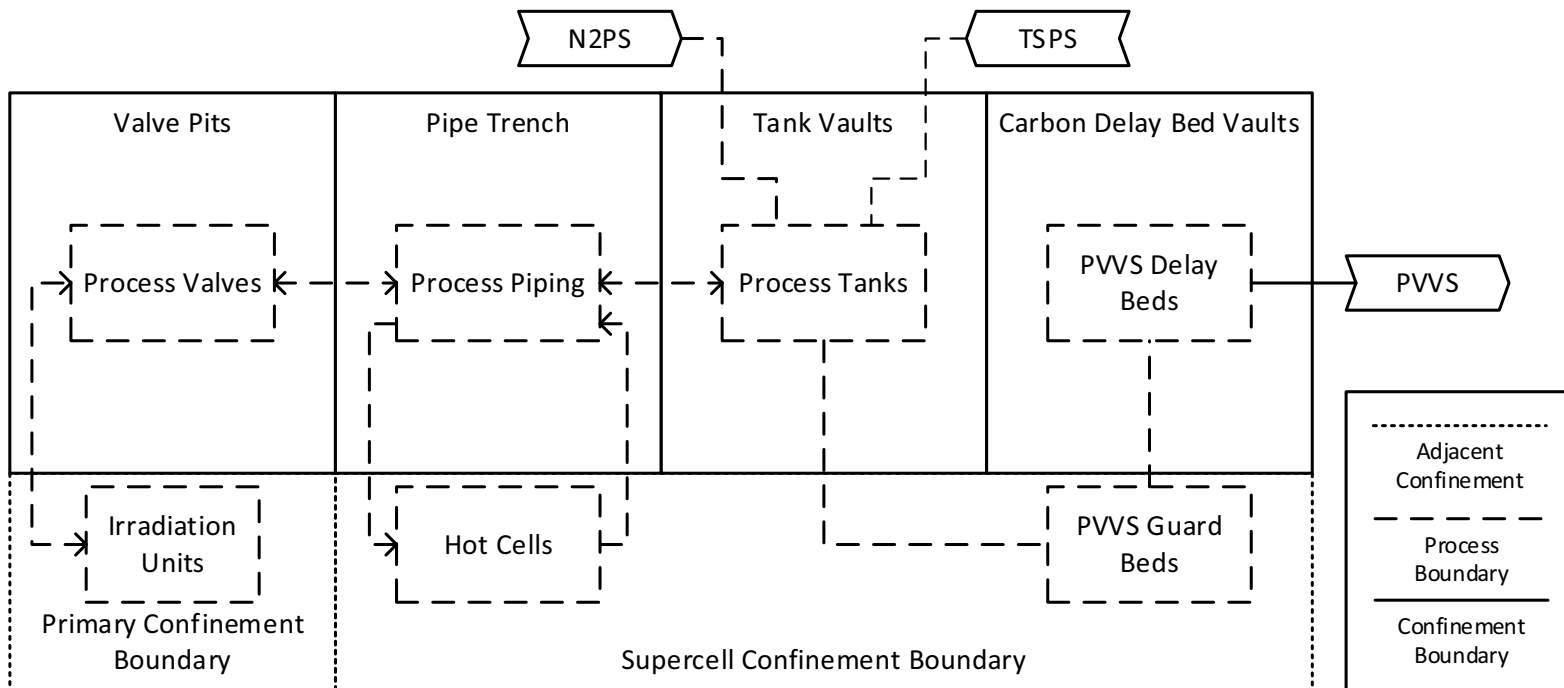 N2PS
TSPS
Valve Pits
Pipe Trench
Tank Vaults
Carbon Delay Bed Vaults
Process Valves
Process Piping
Process Tanks
PVVS Delay
Beds
PVVS
Irradiation
Units
Hot Cells
PVVS Guard
Beds
Primary Confinement
Boundary
Supercell Confinement Boundary
Adjacent
Confinement
Process
Boundary
Confinement
Boundary